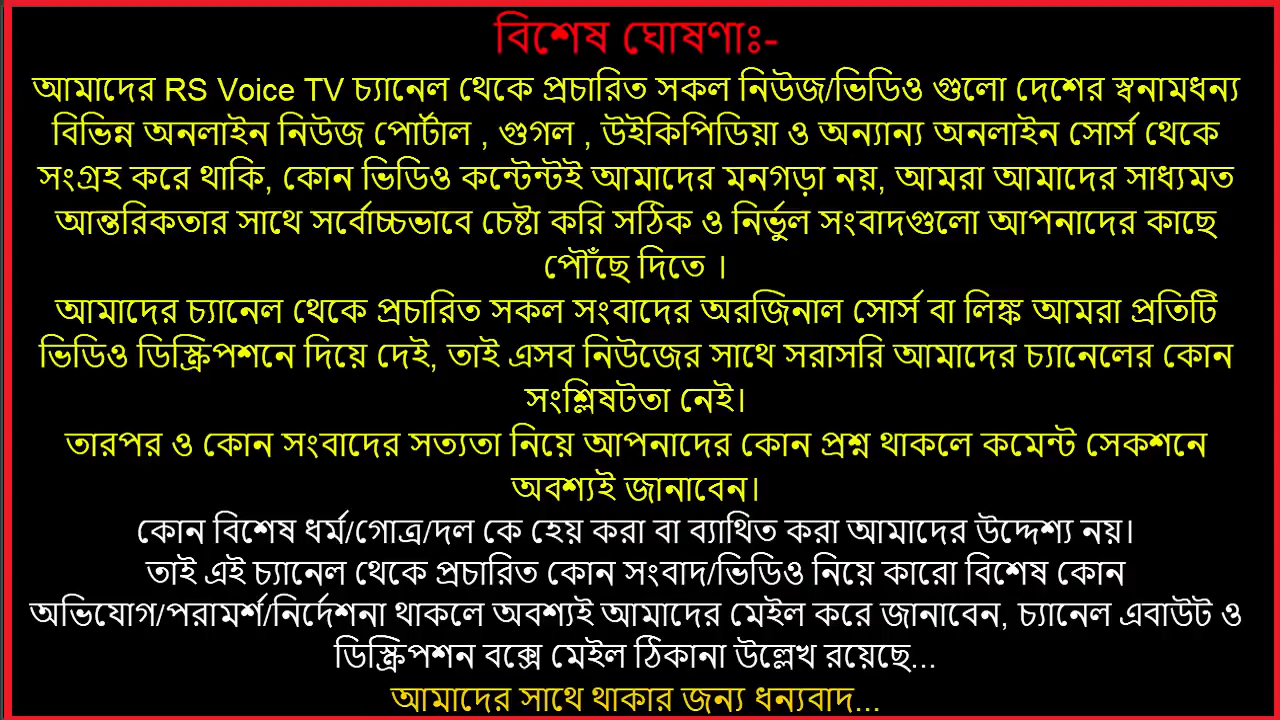 বিশেষ ঘোষণাঃ-
আমাদের RS Voice TV চ্যানেল থেকে প্রচারিত সকল নিউজ/ভিডিও গুলো দেশের স্বনামধন্য
বিভিন্ন অনলাইন নিউজ পোর্টাল , গুগল , উইকিপিডিয়া ও অন্যান্য অনলাইন সোর্স থেকে
সংগ্রহ করে থাকি, কোন ভিডিও কন্টেন্টই আমাদের মনগড়া নয়, আমরা আমাদের সাধ্যমত
আন্তরিকতার সাথে সর্বোচ্চভাবে চেষ্টা করি সঠিক ও নির্ভুল সংবাদগুলো আপনাদের কাছে
পৌঁছে দিতে ।
আমাদের চ্যানেল থেকে প্রচারিত সকল সংবাদের অরজিনাল সোর্স বা লিঙ্ক আমরা প্রতিটি
ভিডিও ডিস্ক্রিপশনে দিয়ে দেই, তাই এসব নিউজের সাথে সরাসরি আমাদের চ্যানেলের কোন
সংশ্লিষটতা নেই।
তারপর ও কোন সংবাদের সত্যতা নিয়ে আপনাদের কোন প্রশ্ন থাকলে কমেন্ট সেকশনে
অবশ্যই জানাবেন।
কোন বিশেষ ধর্ম/গোত্র/দল কে হেয় করা বা ব্যাথিত করা আমাদের উদ্দেশ্য নয়।
তাই এই চ্যানেল থেকে প্রচারিত কোন সংবাদ/ভিডিও নিয়ে কারো বিশেষ কোন
অভিযোগ/পরামর্শ/নির্দেশনা থাকলে অবশ্যই আমাদের মেইল করে জানাবেন, চ্যানেল এবাউট ও
ডিস্ক্রিপশন বক্সে মেইল ঠিকানা উল্লেখ রয়েছে...
আমাদের সাথে থাকার জন্য ধন্যবাদ...